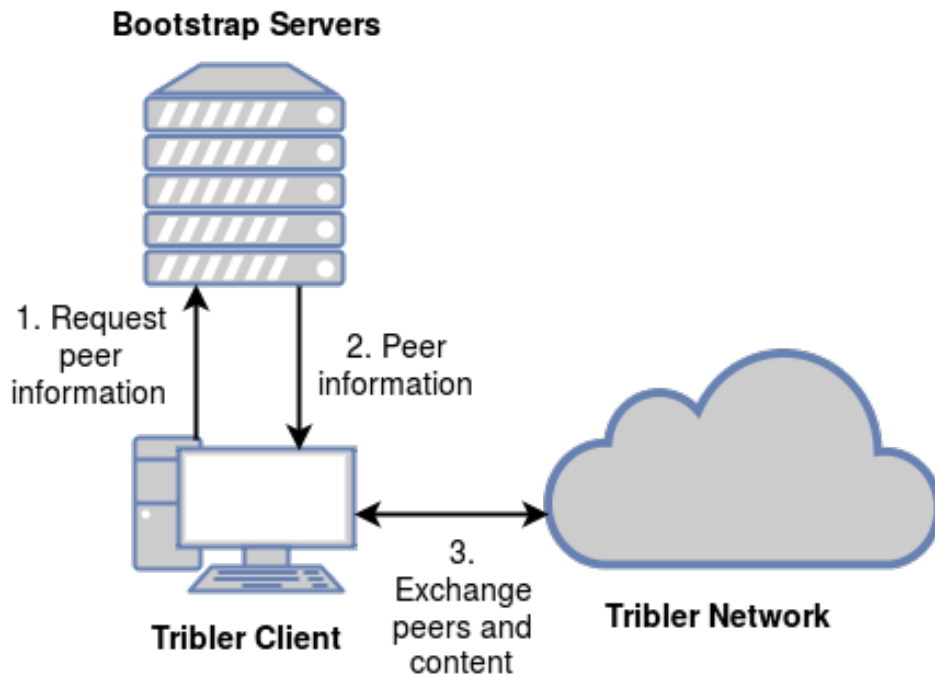 Bootstrap Servers
1. Request
peer
information
2. Peer
information
3.
Exchange
peers and
content
Tribler Client
Tribler Network